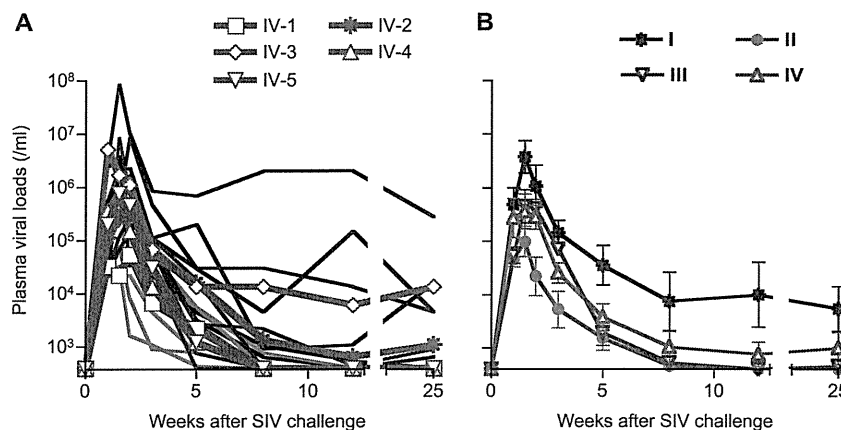 A
IV-1 IV-2
IV-3 IV-4
IV-5
Plasma viral loads (/ml)
10⁸
10⁷
10⁶
10⁵
10⁴
10³
0 5 10 25
Weeks after SIV challenge
B
I II
III IV
0 5 10 25
Weeks after SIV challenge